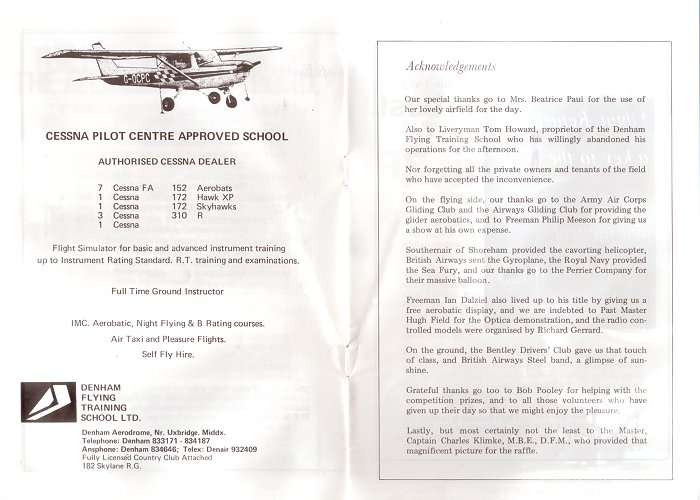 G-OCPC
CESSNA PILOT CENTRE APPROVED SCHOOL
AUTHORISED CESSNA DEALER
7 Cessna FA 152 Aerobats
1 Cessna 172 Hawk XP
1 Cessna 172 Skyhawks
3 Cessna 310 R
1 Cessna
Flight Simulator for basic and advanced instrument training
up to Instrument Rating Standard. R.T. training and examinations.
Full Time Ground Instructor
IMC. Aerobatic, Night Flying & B Rating courses.
Air Taxi and Pleasure Flights.
Self Fly Hire.
DENHAM
FLYING
TRAINING
SCHOOL LTD.
Denham Aerodrome, Nr. Uxbridge. Middx.
Telephone: Denham 833171 - 834187
Ansphone: Denham 834646; Telex: Denair 932409
Fully Licensed Country Club Attached
182 Skylane R.G.
Acknowledgements
Our special thanks go to Mrs. Beatrice Paul for the use of
her lovely airfield for the day.
Also to Liveryman Tom Howard, proprietor of the Denham
Flying Training School who has willingly abandoned his
operations for the afternoon.
Nor forgetting all the private owners and tenants of the field
who have accepted the inconvenience.
On the flying side, our thanks go to the Army Air Corps
Gliding Club and the Airways Gliding Club for providing the
glider aerobatics, and to Freeman Philip Meeson for giving us
a show at his own expense.
Southernair of Shoreham provided the cavorting helicopter,
British Airways sent the Gyroplane, the Royal Navy provided
the Sea Fury, and our thanks go to the Perrier Company for
their massive balloon.
Freeman Ian Dalziel also lived up to his title by giving us a
free aerobatic display, and we are indebted to Past Master
Hugh Field for the Optica demonstration, and the radio con-
trolled models were organised by Richard Gerrard.
On the ground, the Bentley Drivers' Club gave us that touch
of class, and British Airways Steel band, a glimpse of sun-
shine.
Grateful thanks go too to Bob Pooley for helping with the
competition prizes, and to all those volunteers who have
given up their day so that we might enjoy the pleasure.
Lastly, but most certainly not the least to the Master,
Captain Charles Klimke, M.B.E., D.F.M., who provided that
magnificent picture for the raffle.